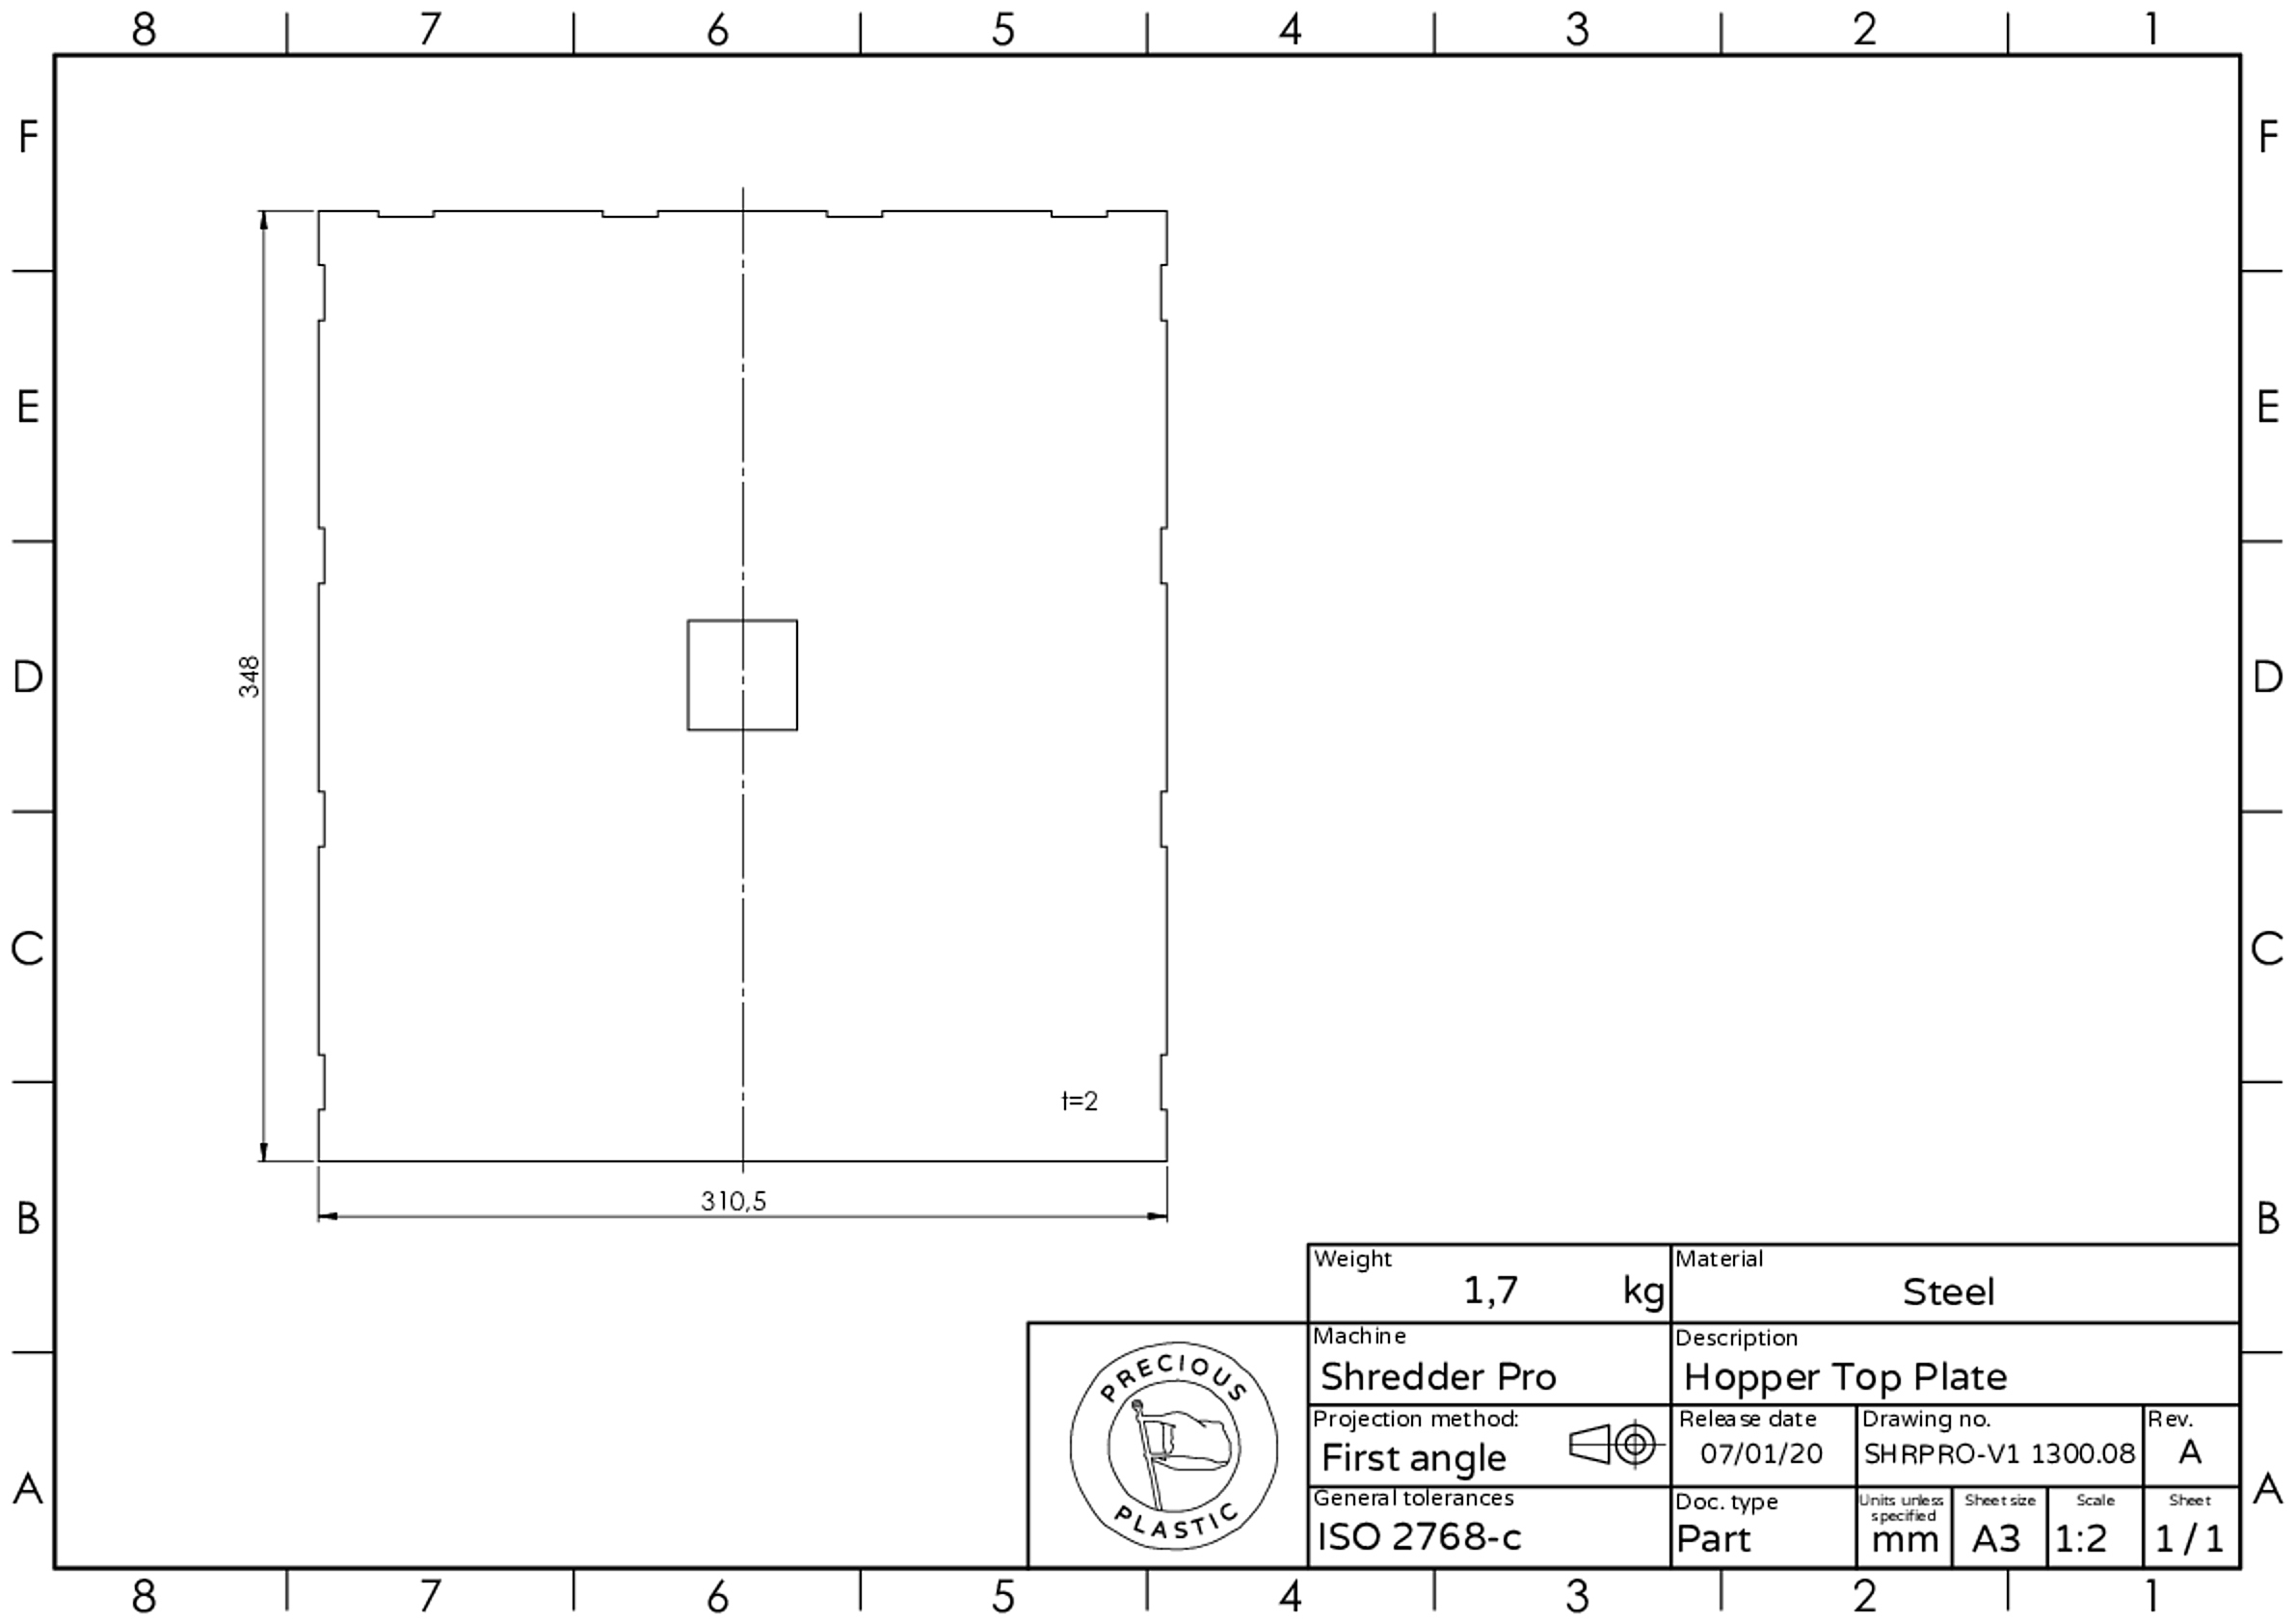 8 7 6 5 4 3 2 1
F F
E E
D D
C C
B B
A A
348
t=2
310,5
Weight
1,7 kg
Material
Steel
Machine
Shredder Pro
Description
Hopper Top Plate
PRECIOUS
PLASTIC
Projection method:
First angle
Release date
07/01/20
Drawing no.
SHRPRO-V1 1300.08
Rev.
A
General tolerances
ISO 2768-c
Doc. type
Part
Units unless
specified
mm
Sheet size
A3
Scale
1:2
Sheet
1 / 1
8 7 6 5 4 3 2 1